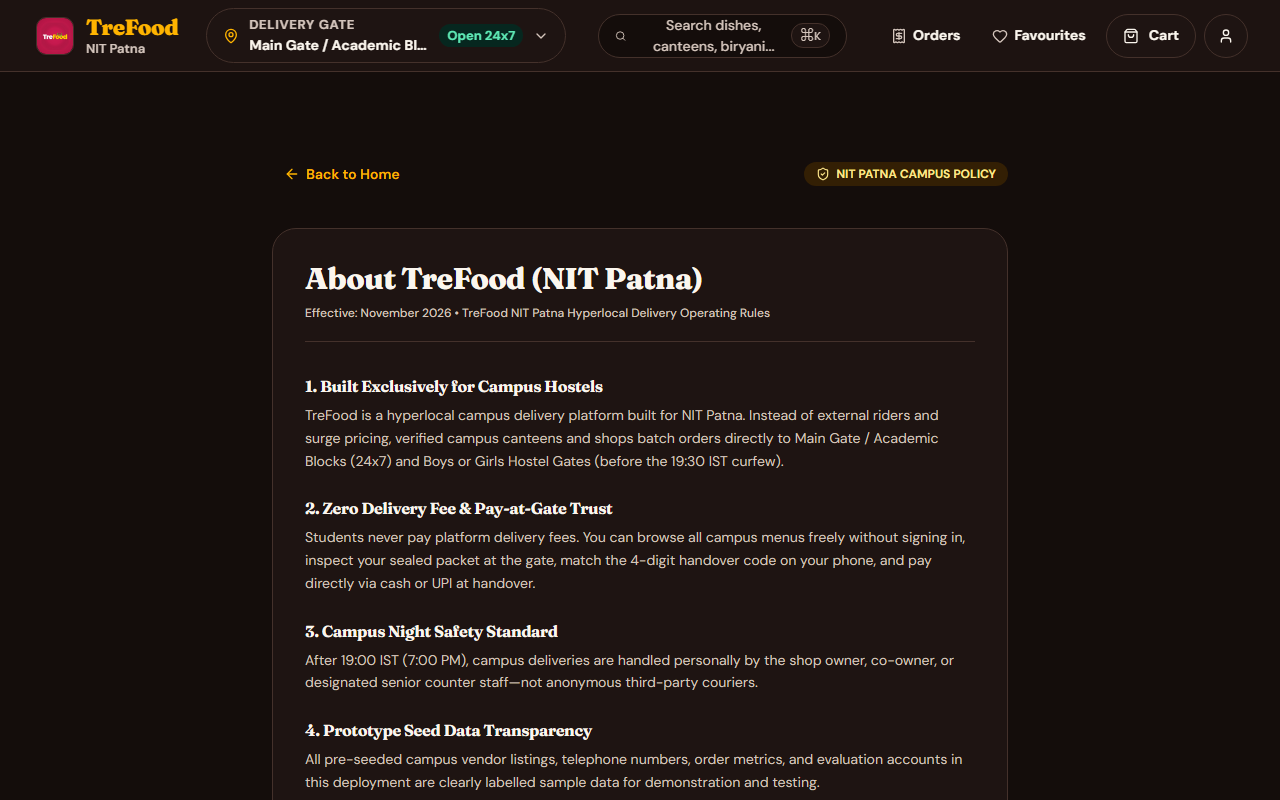 TreFood
TreFood
NIT Patna
DELIVERY GATE
Main Gate / Academic Bl...
Open 24x7
Search dishes,
canteens, biryani...
⌘K
Orders
Favourites
Cart
Back to Home
NIT PATNA CAMPUS POLICY
About TreFood (NIT Patna)
Effective: November 2026 • TreFood NIT Patna Hyperlocal Delivery Operating Rules
1. Built Exclusively for Campus Hostels
TreFood is a hyperlocal campus delivery platform built for NIT Patna. Instead of external riders and
surge pricing, verified campus canteens and shops batch orders directly to Main Gate / Academic
Blocks (24x7) and Boys or Girls Hostel Gates (before the 19:30 IST curfew).
2. Zero Delivery Fee & Pay-at-Gate Trust
Students never pay platform delivery fees. You can browse all campus menus freely without signing in,
inspect your sealed packet at the gate, match the 4-digit handover code on your phone, and pay
directly via cash or UPI at handover.
3. Campus Night Safety Standard
After 19:00 IST (7:00 PM), campus deliveries are handled personally by the shop owner, co-owner, or
designated senior counter staff—not anonymous third-party couriers.
4. Prototype Seed Data Transparency
All pre-seeded campus vendor listings, telephone numbers, order metrics, and evaluation accounts in
this deployment are clearly labelled sample data for demonstration and testing.